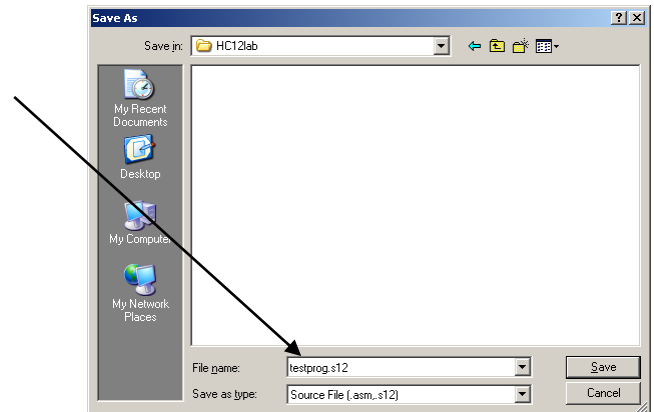 Save As
Save in:
HC12lab
My Recent
Documents
Desktop
My Computer
My Network
Places
File name:
testprog.s12
Save
Save as type:
Source File (.asm,.s12)
Cancel